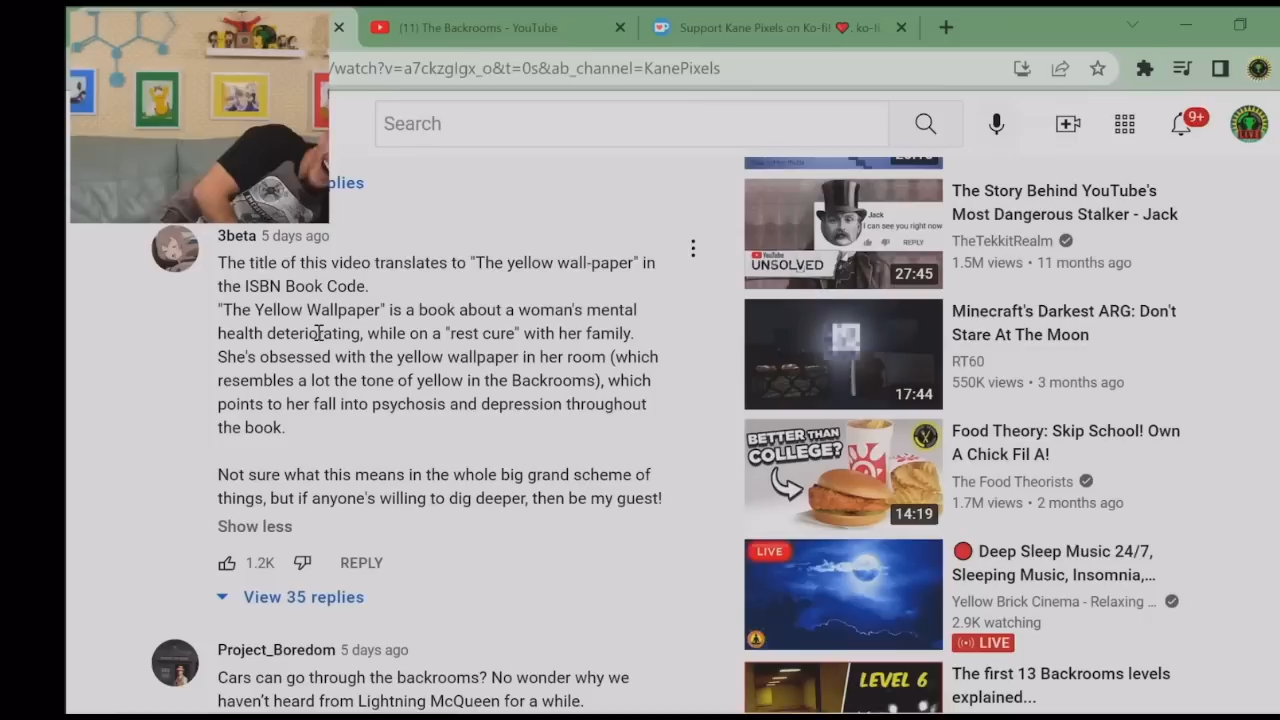 (11) The Backrooms - YouTube
Support Kane Pixels on Ko-fi! ❤️. ko-fi
/watch?v=a7ckzglgx_o&t=0s&ab_channel=KanePixels
Search
9+
LIVE
plies
3beta 5 days ago
The title of this video translates to "The yellow wall-paper" in
the ISBN Book Code.
"The Yellow Wallpaper" is a book about a woman's mental
health deteriorating, while on a "rest cure" with her family.
She's obsessed with the yellow wallpaper in her room (which
resembles a lot the tone of yellow in the Backrooms), which
points to her fall into psychosis and depression throughout
the book.
Not sure what this means in the whole big grand scheme of
things, but if anyone's willing to dig deeper, then be my guest!
Show less
1.2K
REPLY
View 35 replies
Project_Boredom 5 days ago
Cars can go through the backrooms? No wonder why we
haven't heard from Lightning McQueen for a while.
Jack
I can see you right now
REPLY
YouTube
UNSOLVED
27:45
The Story Behind YouTube's
Most Dangerous Stalker - Jack
TheTekkitRealm
1.5M views • 11 months ago
17:44
Minecraft's Darkest ARG: Don't
Stare At The Moon
RT60
550K views • 3 months ago
BETTER THAN
COLLEGE?
14:19
Food Theory: Skip School! Own
A Chick Fil A!
The Food Theorists
1.7M views • 2 months ago
LIVE
🔴 Deep Sleep Music 24/7,
Sleeping Music, Insomnia,...
Yellow Brick Cinema - Relaxing ...
2.9K watching
LIVE
LEVEL 6
The first 13 Backrooms levels
explained...